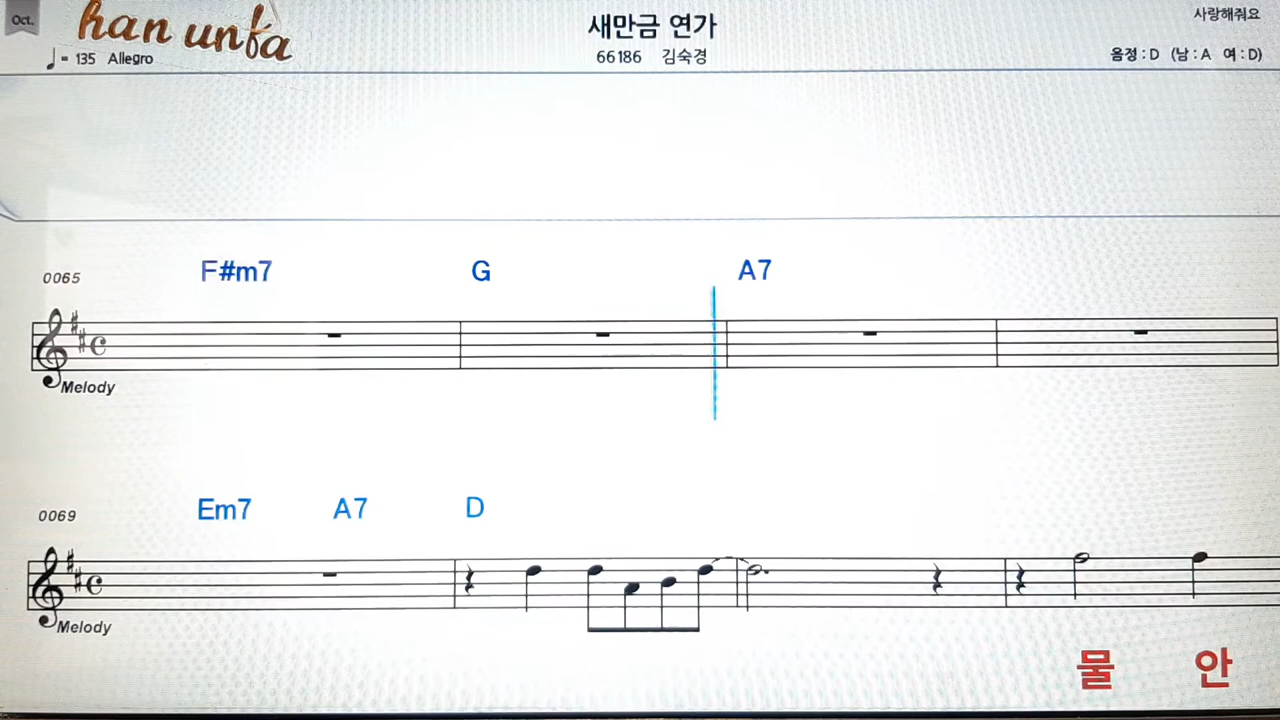 Oct.
han unfa
새만금 연가
사랑해줘요
♩ = 135 Allegro
66186 김숙경
음정 : D (남 : A 여 : D)
0065 F#m7 G A7
Melody
0069 Em7 A7 D
Melody
물 안